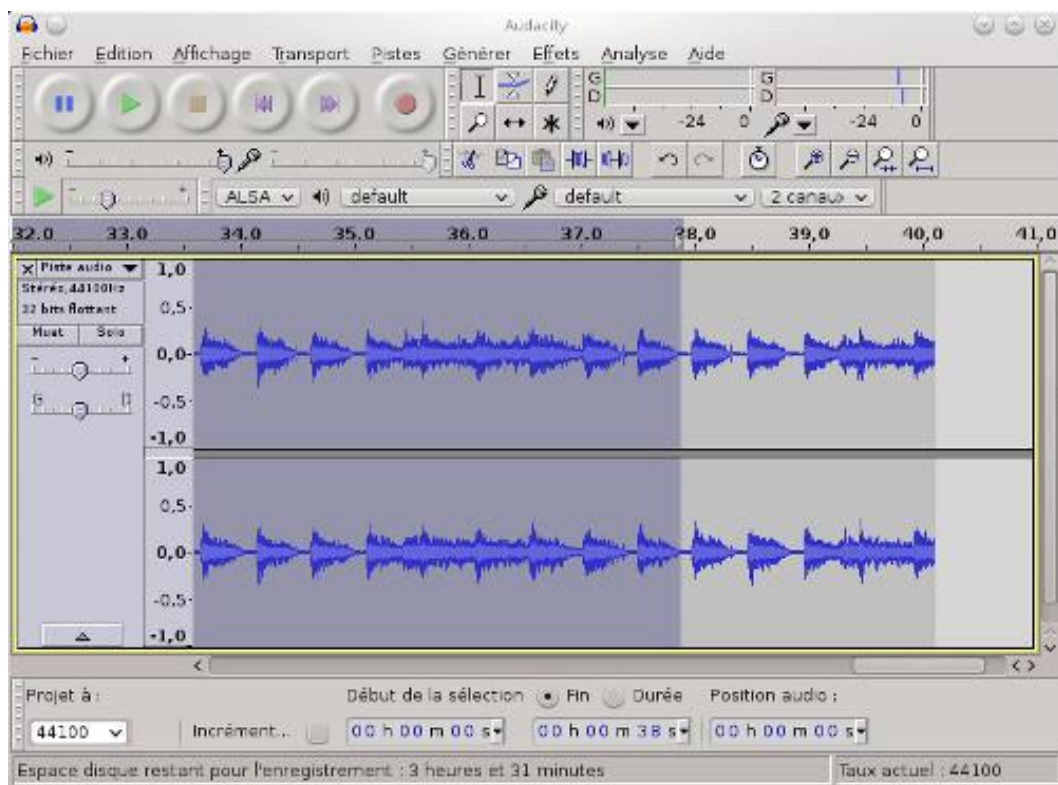 Audacity
Fichier Edition Affichage Transport Pistes Générer Effets Analyse Aide
G
D
-24 0
G
D
-24 0
ALSA default default 2 canaux
32.0 33.0 34.0 35.0 36.0 37.0 38,0 39,0 40,0 41,0
Piste audio
Stéréo, 44100Hz
32 bits flottant
Muet Solo
- +
G D
1,0
0,5
0,0
-0,5
-1,0
1,0
0,5
0,0
-0,5
-1,0
Projet à : Début de la sélection Fin Durée Position audio :
44100 Incrément... 00 h 00 m 00 s 00 h 00 m 38 s 00 h 00 m 00 s
Espace disque restant pour l'enregistrement : 3 heures et 31 minutes Taux actuel : 44100